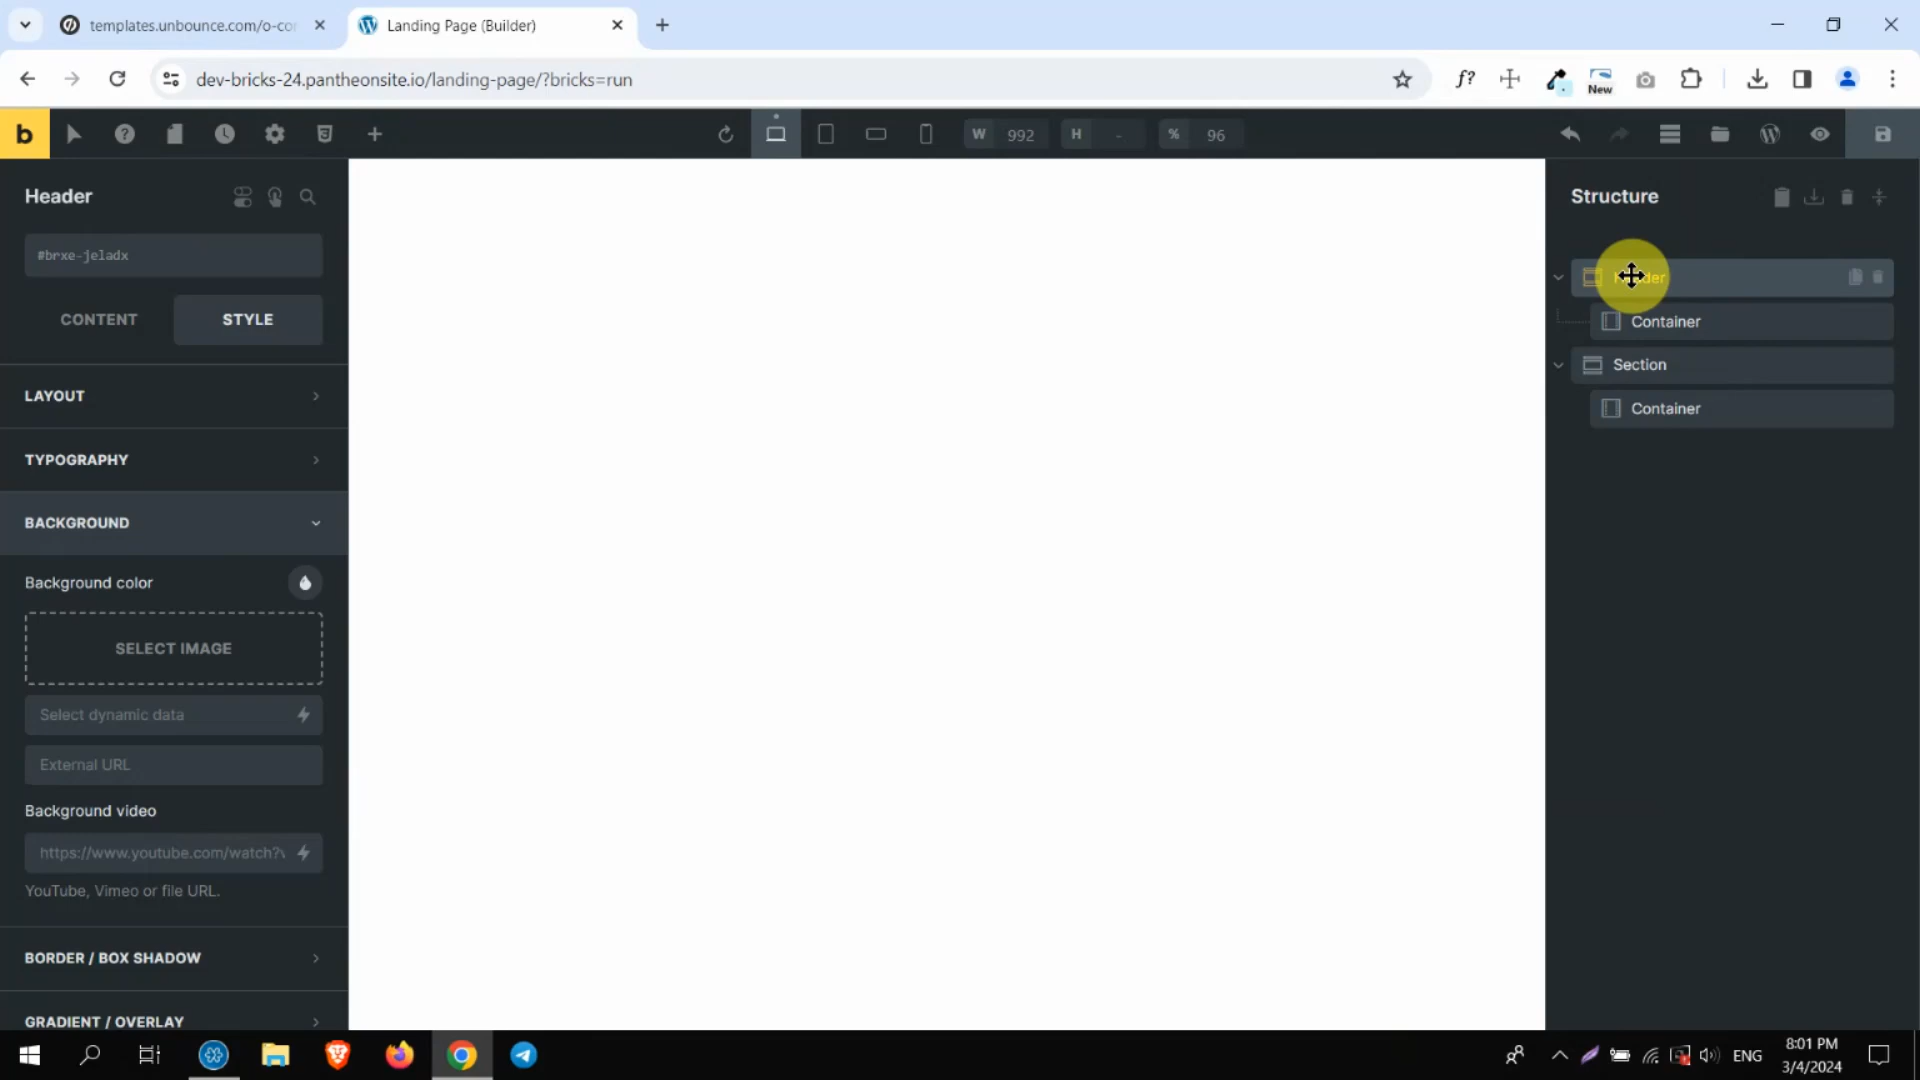 templates.unbounce.com/o-cor
Landing Page (Builder)
dev-bricks-24.pantheonsite.io/landing-page/?bricks=run
f?
New
b
W 992 H - % 96
Header
#brxe-jeladx
CONTENT
STYLE
LAYOUT
TYPOGRAPHY
BACKGROUND
Background color
SELECT IMAGE
Select dynamic data
External URL
Background video
https://www.youtube.com/watch?v
YouTube, Vimeo or file URL.
BORDER / BOX SHADOW
GRADIENT / OVERLAY
Structure
Header
Container
Section
Container
ENG
8:01 PM
3/4/2024